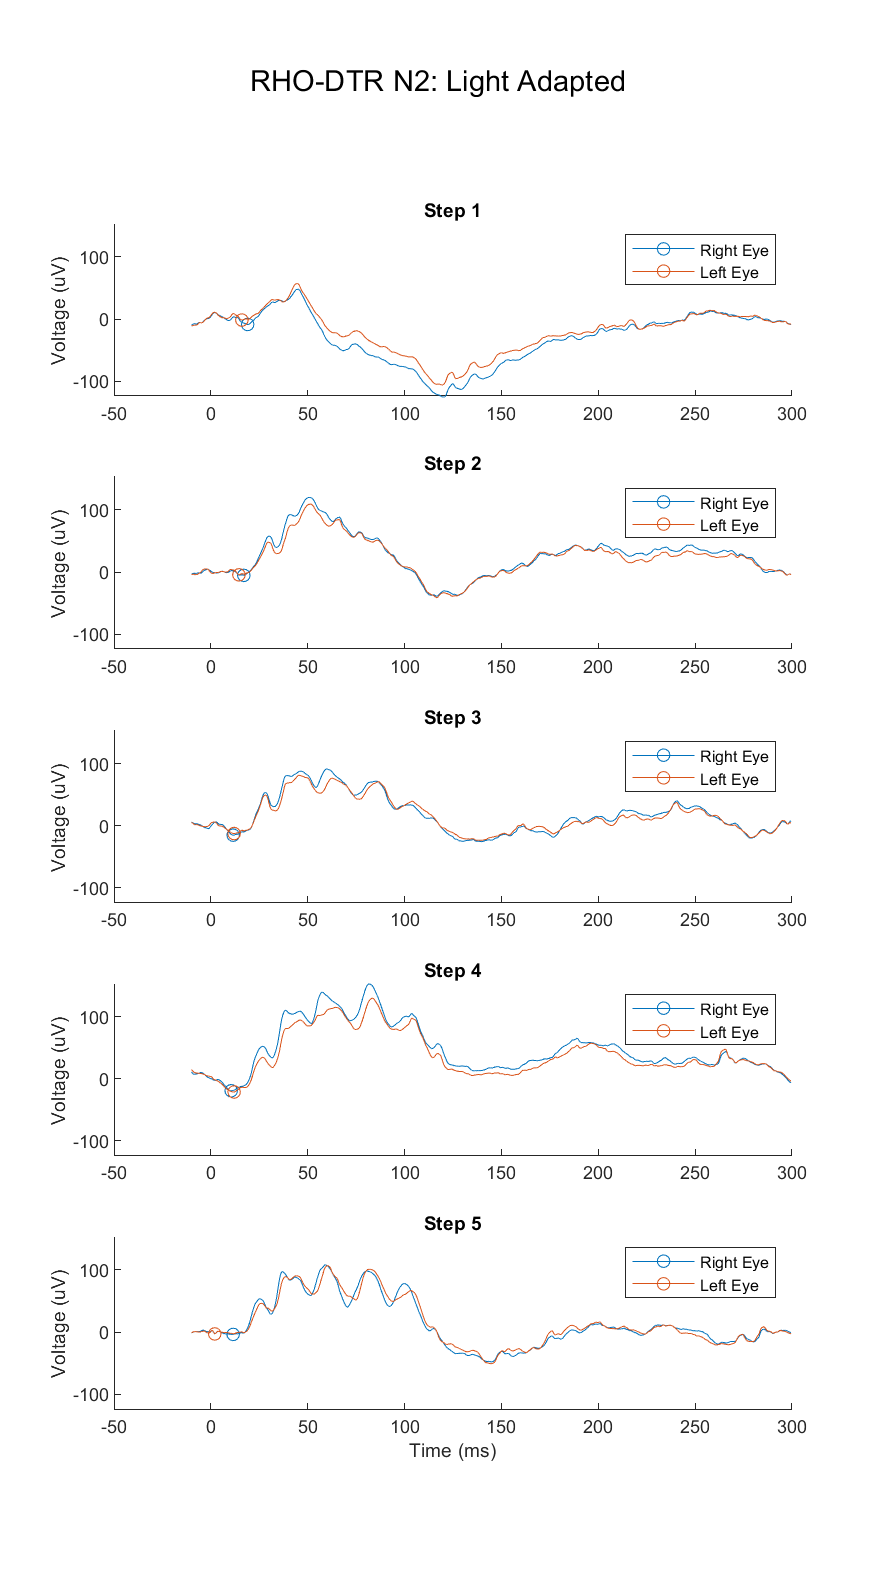 RHO-DTR N2: Light Adapted
Step 1
Voltage (uV)
100
0
-100
Right Eye
Left Eye
-50 0 50 100 150 200 250 300
Step 2
Voltage (uV)
100
0
-100
Right Eye
Left Eye
-50 0 50 100 150 200 250 300
Step 3
Voltage (uV)
100
0
-100
Right Eye
Left Eye
-50 0 50 100 150 200 250 300
Step 4
Voltage (uV)
100
0
-100
Right Eye
Left Eye
-50 0 50 100 150 200 250 300
Step 5
Voltage (uV)
100
0
-100
Right Eye
Left Eye
-50 0 50 100 150 200 250 300
Time (ms)